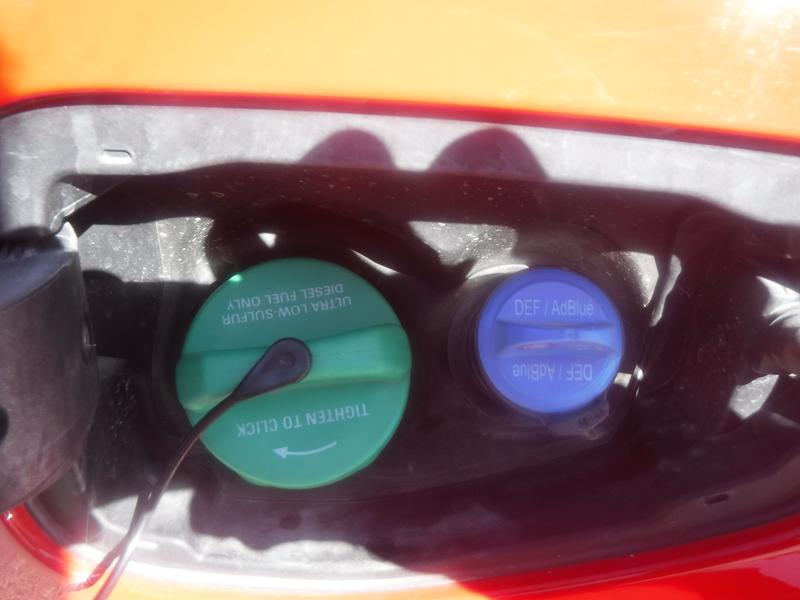 ULTRA LOW-SULFUR
DIESEL FUEL ONLY
TIGHTEN TO CLICK
DEF / AdBlue
DEF / AdBlue